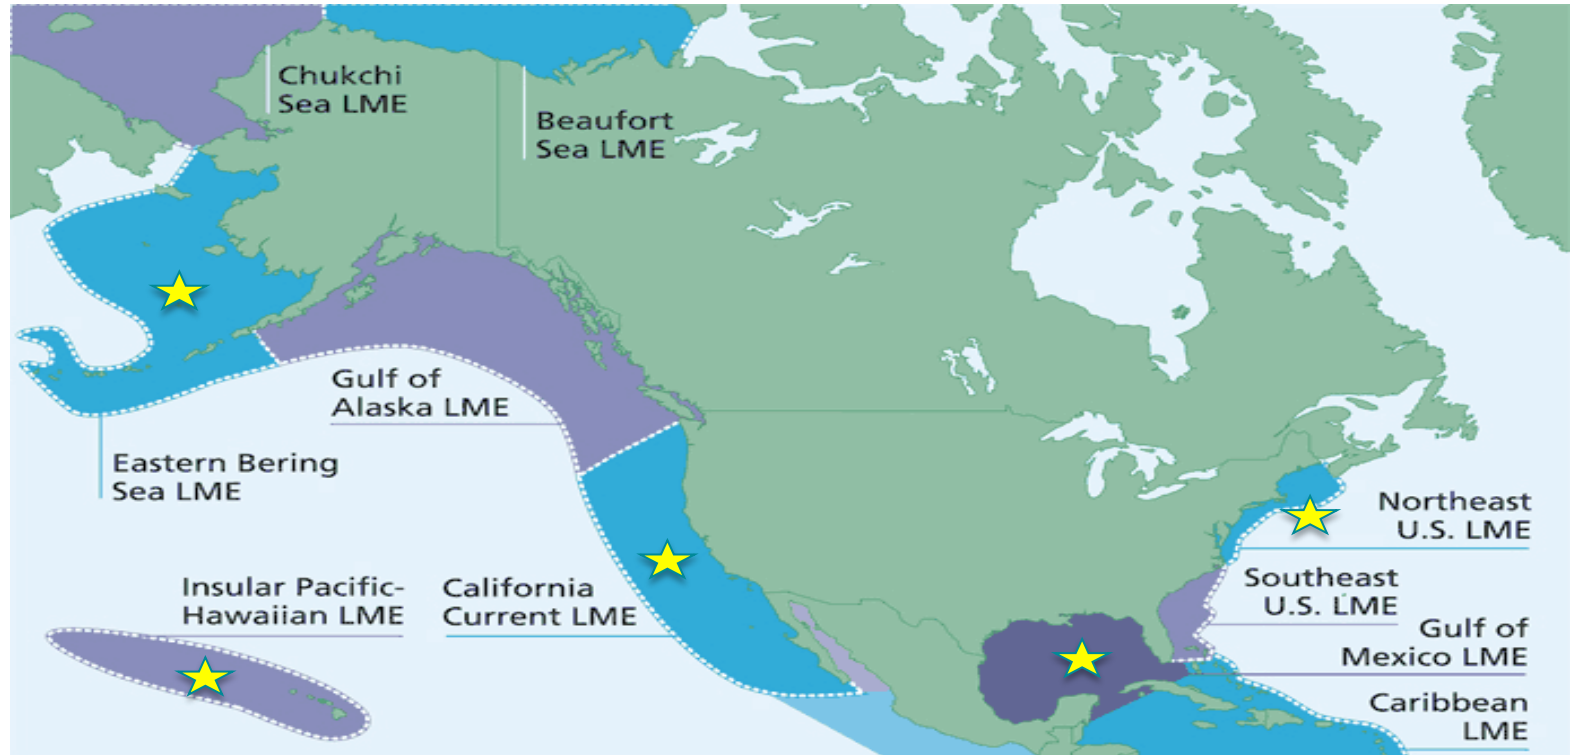 Chukchi
Sea LME
Beaufort
Sea LME
Gulf of
Alaska LME
Eastern Bering
Sea LME
Northeast
U.S. LME
Insular Pacific-
Hawaiian LME
California
Current LME
Southeast
U.S. LME
Gulf of
Mexico LME
Caribbean
LME